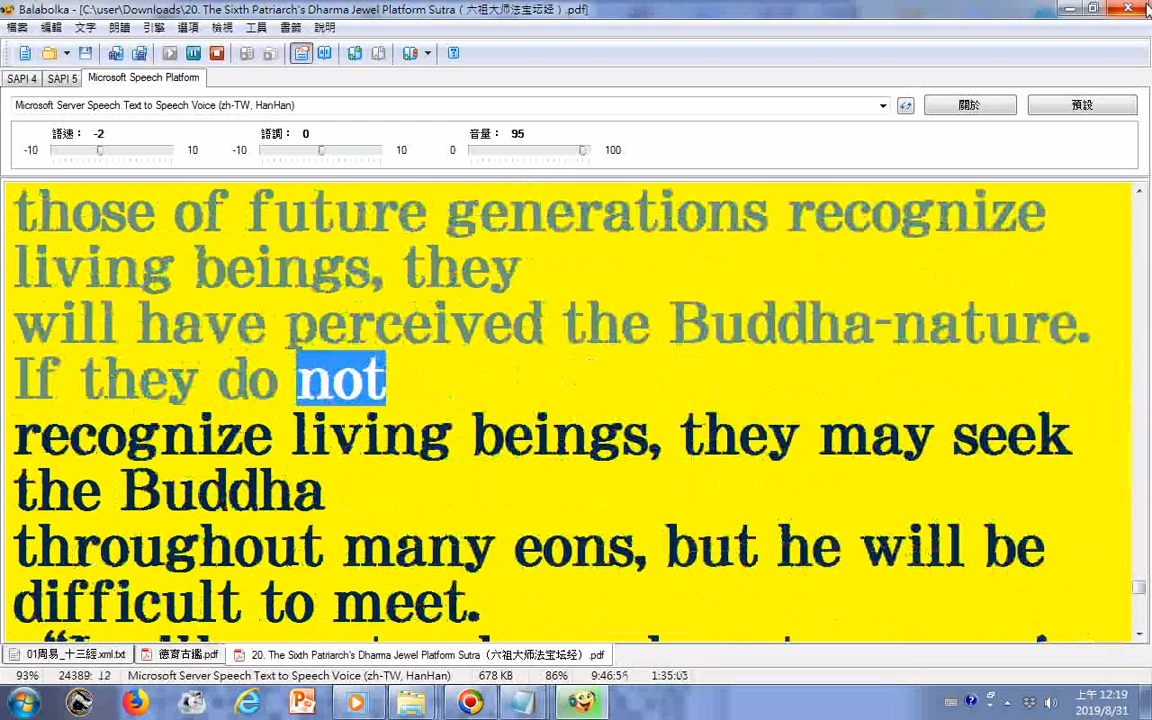 Balabolka - [C:\user\Downloads\20. The Sixth Patriarch's Dharma Jewel Platform Sutra（六祖大师法宝坛经）.pdf]
檔案 編輯 文字 朗讀 引擎 選項 檢視 工具 書籤 說明
SAPI 4 SAPI 5 Microsoft Speech Platform
Microsoft Server Speech Text to Speech Voice (zh-TW, HanHan) 關於 預設
語速： -2 語調： 0 音量： 95
-10 10 -10 10 0 100
those of future generations recognize
living beings, they
will have perceived the Buddha-nature.
If they do not
recognize living beings, they may seek
the Buddha
throughout many eons, but he will be
difficult to meet.
01周易_十三經.xml.txt 德育古鑑.pdf 20. The Sixth Patriarch's Dharma Jewel Platform Sutra（六祖大师法宝坛经）.pdf
93% 24389: 12 Microsoft Server Speech Text to Speech Voice (zh-TW, HanHan) 678 KB 86%
上午 12:19
2019/8/31